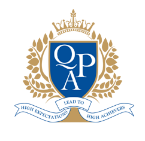 QPA
HIGH EXPECTATIONS
LEAD TO
HIGH ACHIEVERS